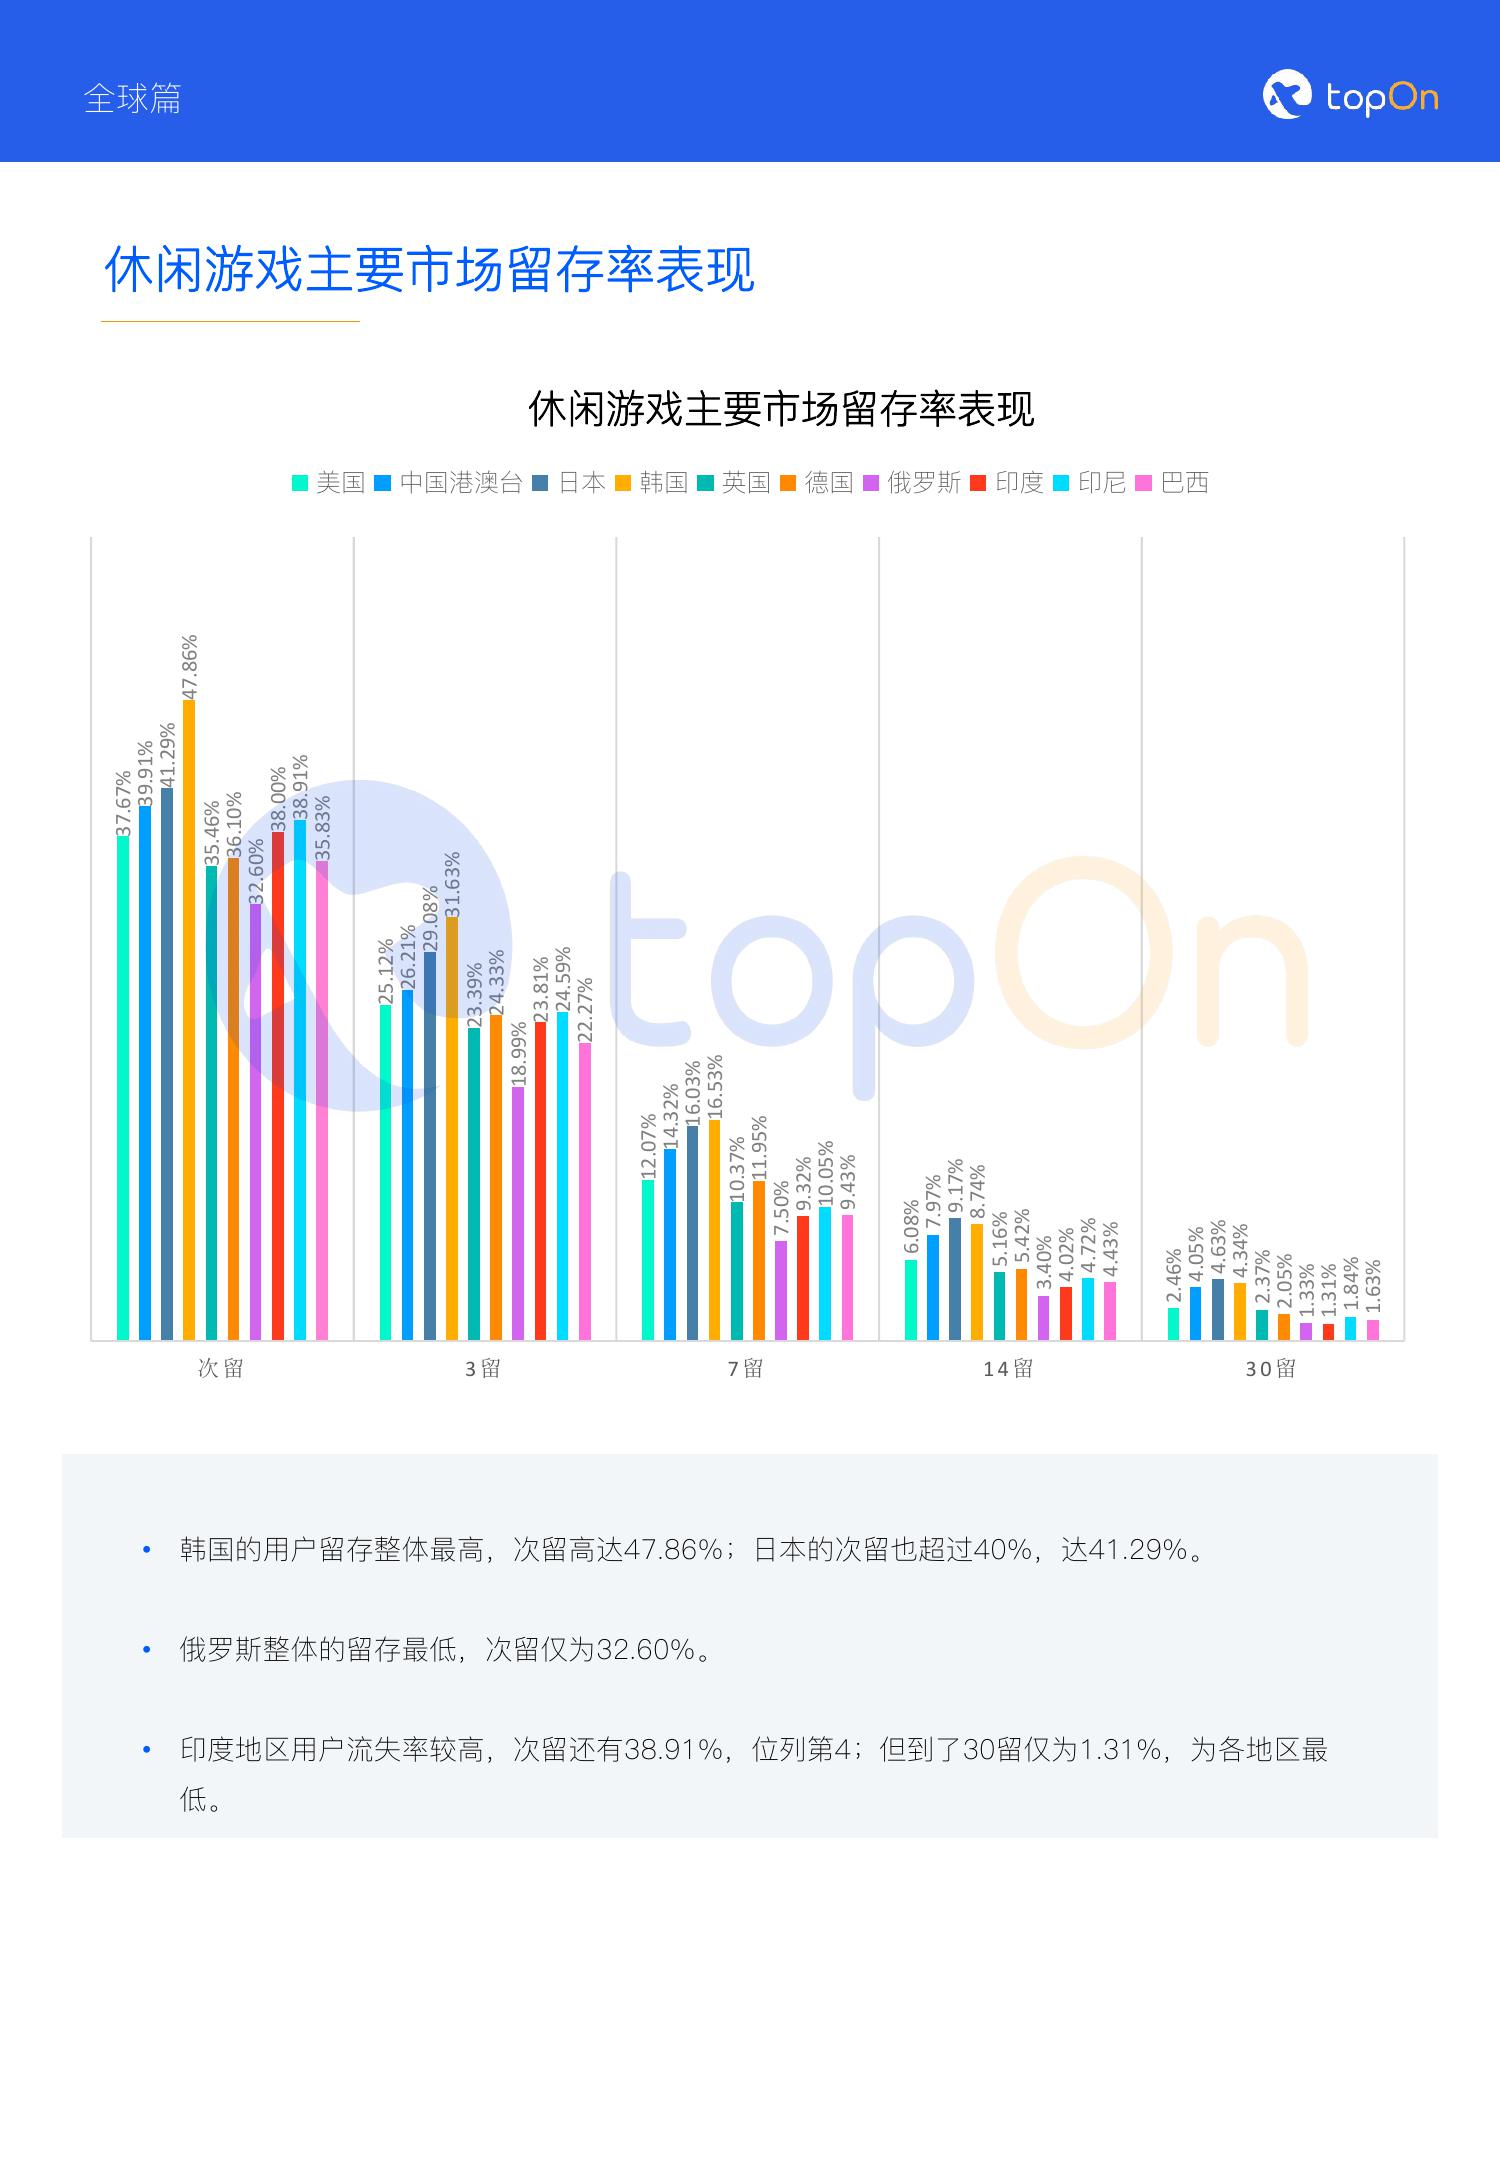 全球篇
topOn
休闲游戏主要市场留存率表现
休闲游戏主要市场留存率表现
美国 中国港澳台 日本 韩国 英国 德国 俄罗斯 印度 印尼 巴西
37.67% 39.91% 41.29% 47.86% 35.46% 36.10% 32.60% 38.00% 38.91% 35.83%
25.12% 26.21% 29.08% 31.63% 23.39% 24.33% 18.99% 23.81% 24.59% 22.27%
12.07% 14.32% 16.03% 16.53% 10.37% 11.95% 7.50% 9.32% 10.05% 9.43%
6.08% 7.97% 9.17% 8.74% 5.16% 5.42% 3.40% 4.02% 4.72% 4.43%
2.46% 4.05% 4.63% 4.34% 2.37% 2.05% 1.33% 1.31% 1.84% 1.63%
topOn
次留 3留 7留 14留 30留
• 韩国的用户留存整体最高，次留高达47.86%；日本的次留也超过40%，达41.29%。
• 俄罗斯整体的留存最低，次留仅为32.60%。
• 印度地区用户流失率较高，次留还有38.91%，位列第4；但到了30留仅为1.31%，为各地区最
低。